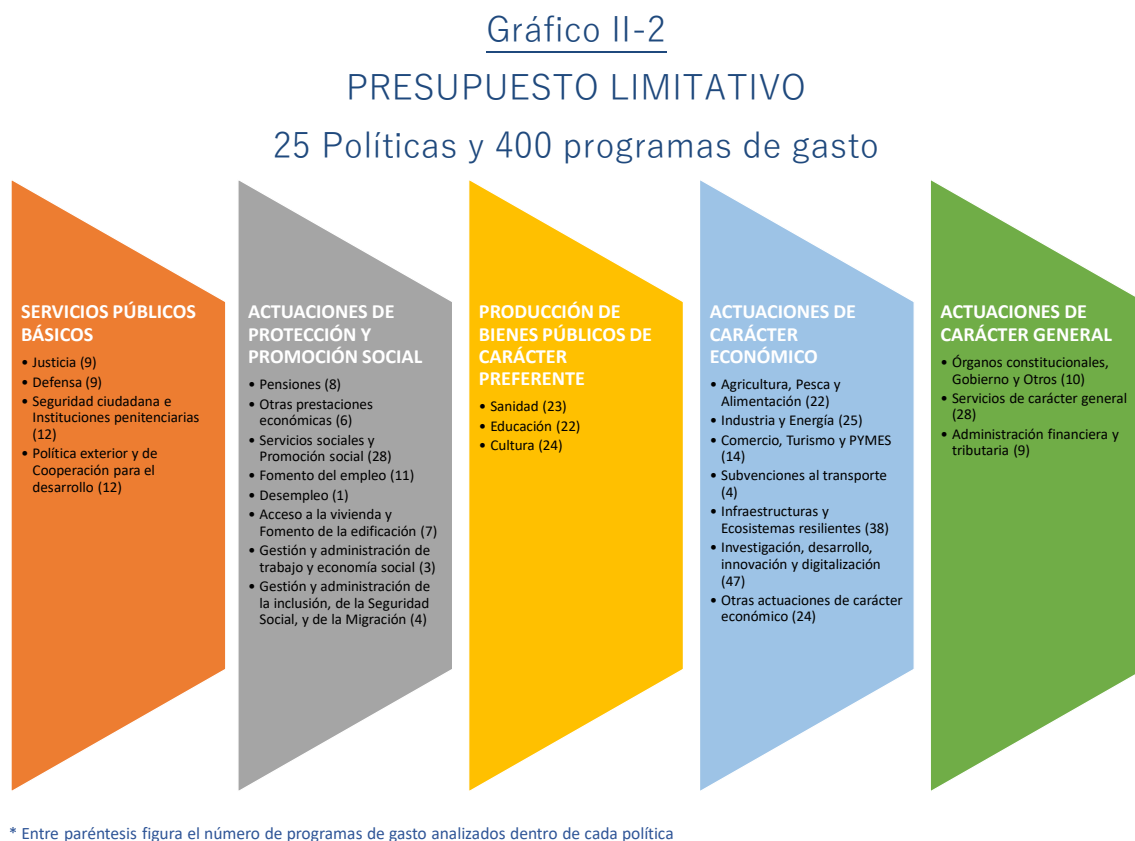 Gráfico II-2
PRESUPUESTO LIMITATIVO
25 Políticas y 400 programas de gasto
SERVICIOS PÚBLICOS
BÁSICOS
• Justicia (9)
• Defensa (9)
• Seguridad ciudadana e
Instituciones penitenciarias
(12)
• Política exterior y de
Cooperación para el
desarrollo (12)
ACTUACIONES DE
PROTECCIÓN Y
PROMOCIÓN SOCIAL
• Pensiones (8)
• Otras prestaciones
económicas (6)
• Servicios sociales y
Promoción social (28)
• Fomento del empleo (11)
• Desempleo (1)
• Acceso a la vivienda y
Fomento de la edificación (7)
• Gestión y administración de
trabajo y economía social (3)
• Gestión y administración de
la inclusión, de la Seguridad
Social, y de la Migración (4)
PRODUCCIÓN DE
BIENES PÚBLICOS DE
CARÁCTER
PREFERENTE
• Sanidad (23)
• Educación (22)
• Cultura (24)
ACTUACIONES DE
CARÁCTER
ECONÓMICO
• Agricultura, Pesca y
Alimentación (22)
• Industria y Energía (25)
• Comercio, Turismo y PYMES
(14)
• Subvenciones al transporte
(4)
• Infraestructuras y
Ecosistemas resilientes (38)
• Investigación, desarrollo,
innovación y digitalización
(47)
• Otras actuaciones de carácter
económico (24)
ACTUACIONES DE
CARÁCTER GENERAL
• Órganos constitucionales,
Gobierno y Otros (10)
• Servicios de carácter general
(28)
• Administración financiera y
tributaria (9)
* Entre paréntesis figura el número de programas de gasto analizados dentro de cada política